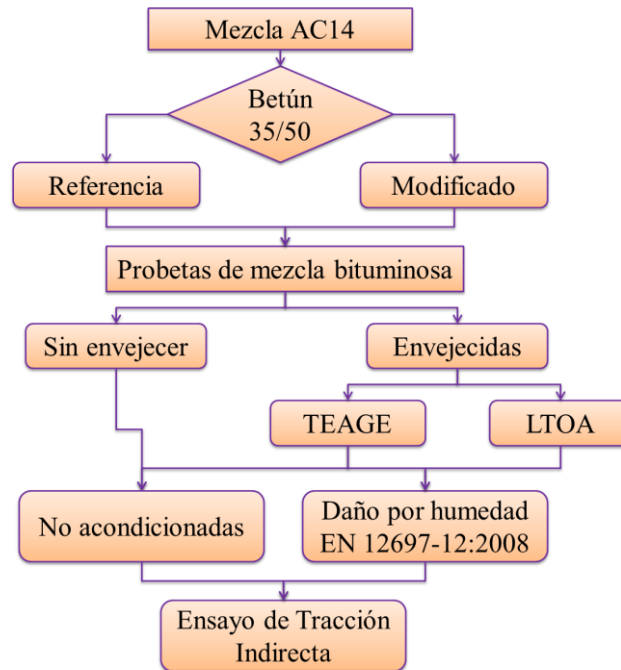 Mezcla AC14
Betún
35/50
Referencia
Modificado
Probetas de mezcla bituminosa
Sin envejecer
Envejecidas
TEAGE
LTOA
No acondicionadas
Daño por humedad
EN 12697-12:2008
Ensayo de Tracción
Indirecta